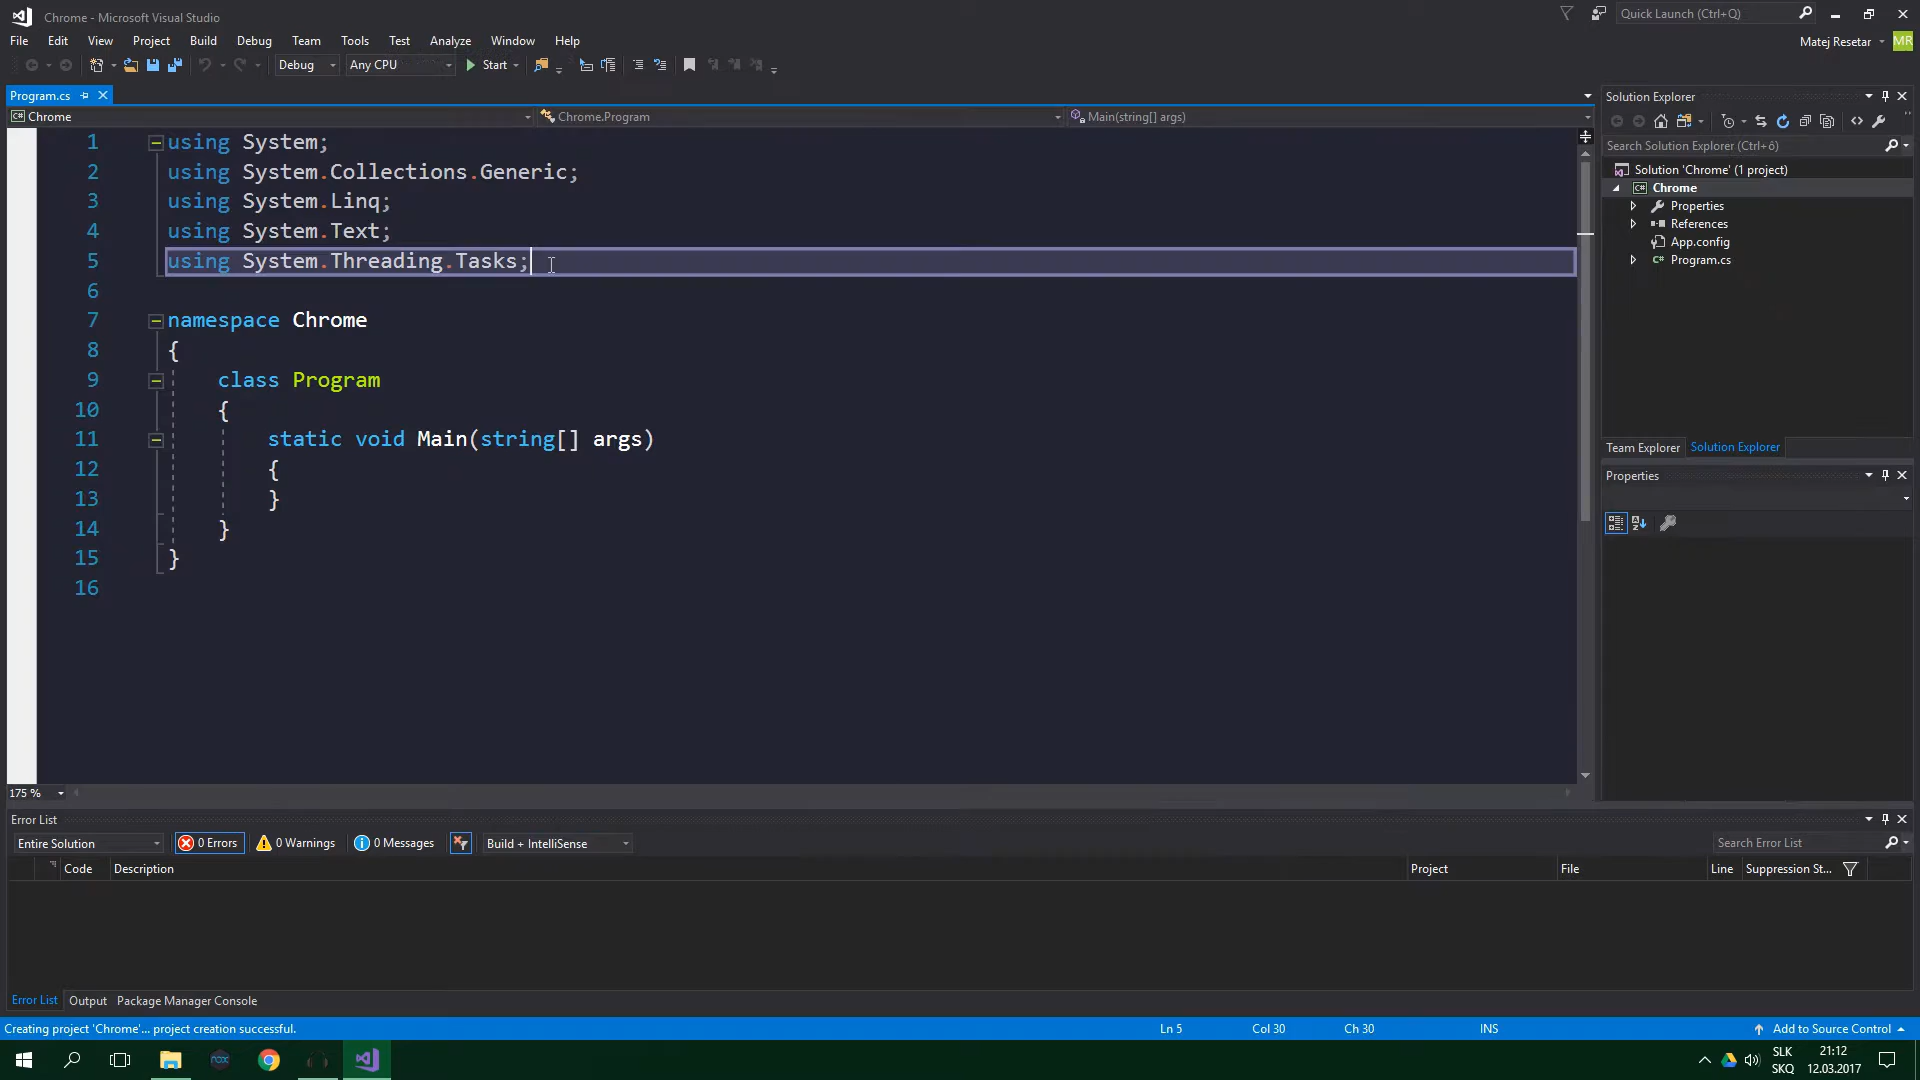 Chrome - Microsoft Visual Studio
Quick Launch (Ctrl+Q)
File Edit View Project Build Debug Team Tools Test Analyze Window Help
Matej Resetar MR
Debug Any CPU Start
Program.cs
Chrome Chrome.Program Main(string[] args)
1 using System;
2 using System.Collections.Generic;
3 using System.Linq;
4 using System.Text;
5 using System.Threading.Tasks;
6
7 namespace Chrome
8 {
9 class Program
10 {
11 static void Main(string[] args)
12 {
13 }
14 }
15 }
16
175 %
Solution Explorer
Search Solution Explorer (Ctrl+ô)
Solution 'Chrome' (1 project)
C# Chrome
Properties
References
App.config
C# Program.cs
Team Explorer Solution Explorer
Properties
Error List
Entire Solution 0 Errors 0 Warnings 0 Messages Build + IntelliSense
Search Error List
Code Description Project File Line Suppression St...
Error List Output Package Manager Console
Creating project 'Chrome'... project creation successful.
Ln 5 Col 30 Ch 30 INS
Add to Source Control
SLK 21:12
SKQ 12.03.2017